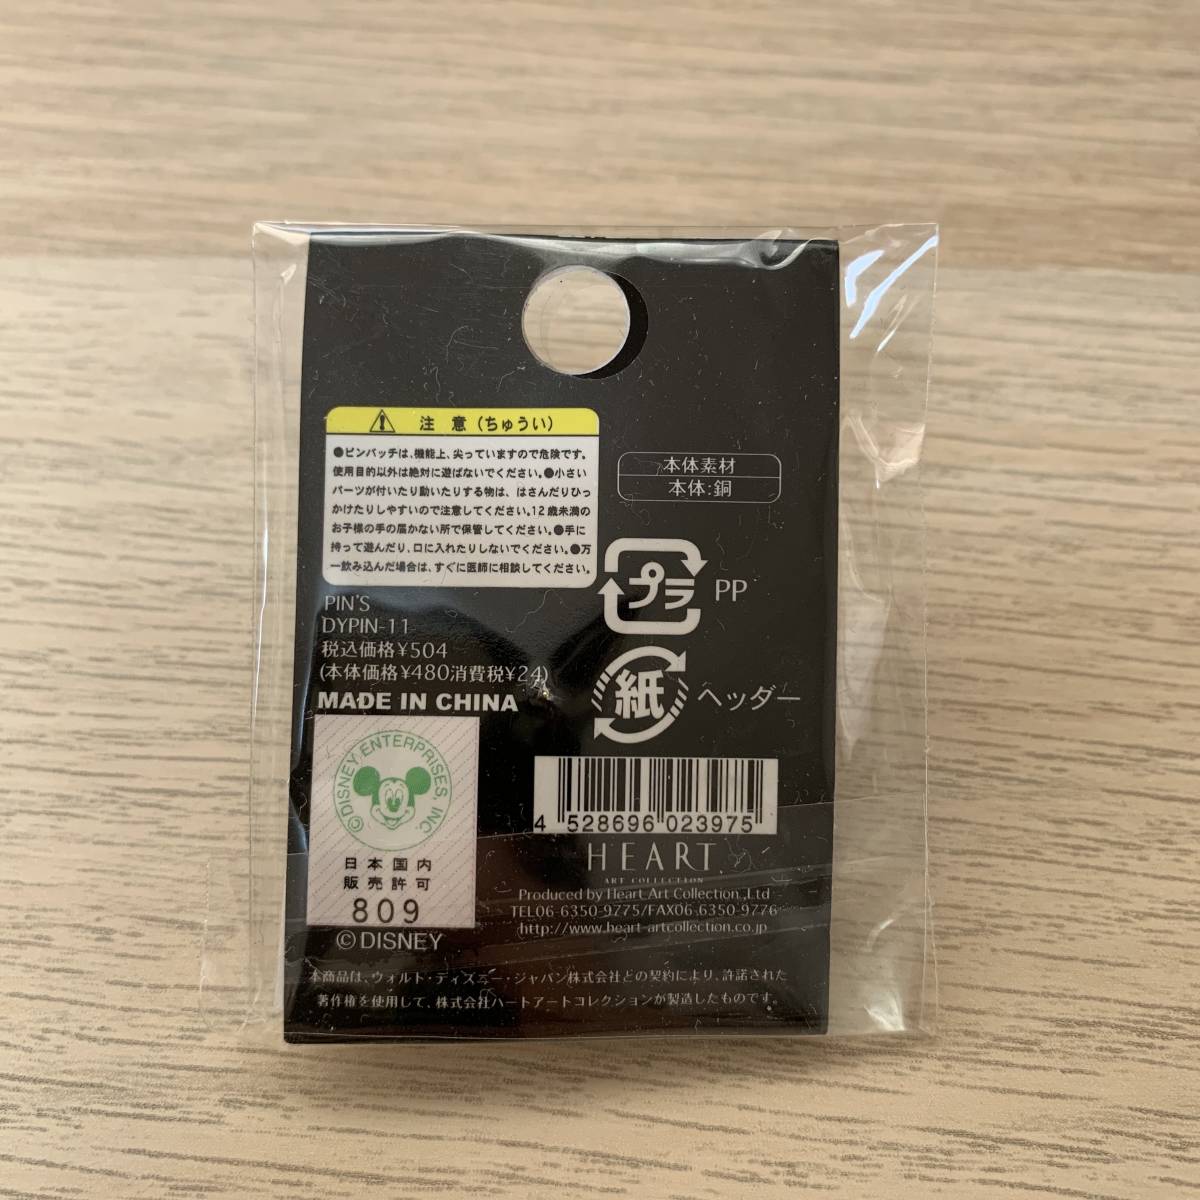 注 意（ちゅうい）
●ピンバッチは、機能上、尖っていますので危険です。
使用目的以外は絶対に遊ばないでください。●小さい
パーツが付いたり動いたりする物は、はさんだりひっ
かけたりしやすいので注意してください。12歳未満の
お子様の手の届かない所で保管してください。●手に
持って遊んだり、口に入れたりしないでください。●万
一飲み込んだ場合は、すぐに医師に相談してください。
本体素材
本体：銅
プラ PP
紙 ヘッダー
PIN'S
DYPIN-11
税込価格¥504
(本体価格¥480消費税¥24)
MADE IN CHINA
©DISNEY ENTERPRISES, INC.
日本国内
販売許可
809
©DISNEY
4 528696 023975
HEART
ART COLLECTION
Produced by Heart Art Collection.,Ltd
TEL06-6350-9775/FAX06-6350-9776
http://www.heart-artcollection.co.jp
本商品は、ウォルト・ディズニー・ジャパン株式会社との契約により、許諾された
著作権を使用して、株式会社ハートアートコレクションが製造したものです。